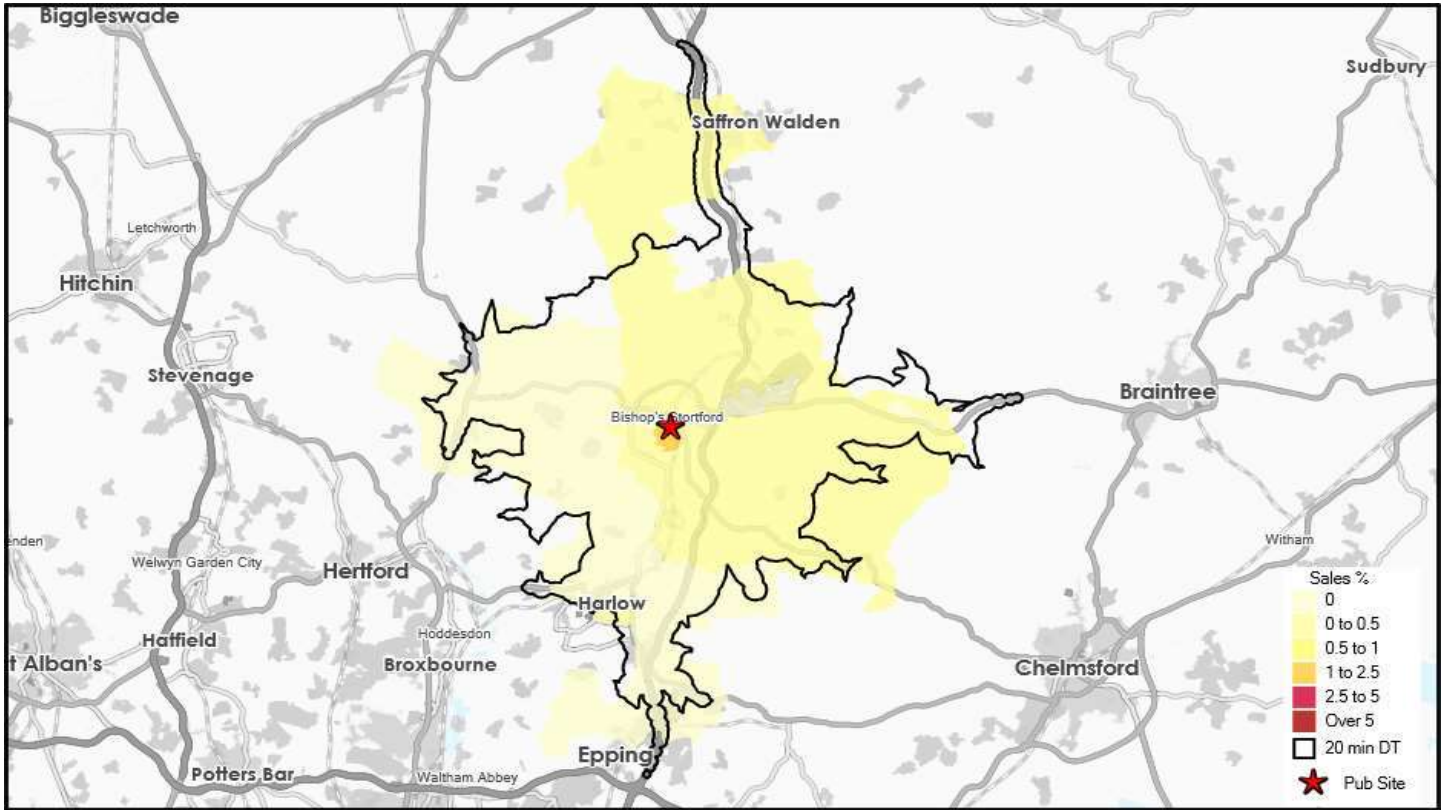 Biggleswade
Sudbury
Saffron Walden
Letchworth
Hitchin
Stevenage
Braintree
Bishop's Stortford
Witham
enden
Welwyn Garden City
Hertford
Harlow
Hoddesdon
Hatfield
Broxbourne
t Alban's
Chelmsford
Epping
Potters Bar
Waltham Abbey
Sales %
0
0 to 0.5
0.5 to 1
1 to 2.5
2.5 to 5
Over 5
20 min DT
Pub Site